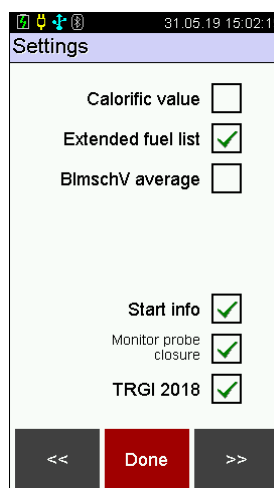 31.05.19 15:02:1
Settings
Calorific value
Extended fuel list
BImschV average
Start info
Monitor probe
closure
TRGI 2018
<< Done >>